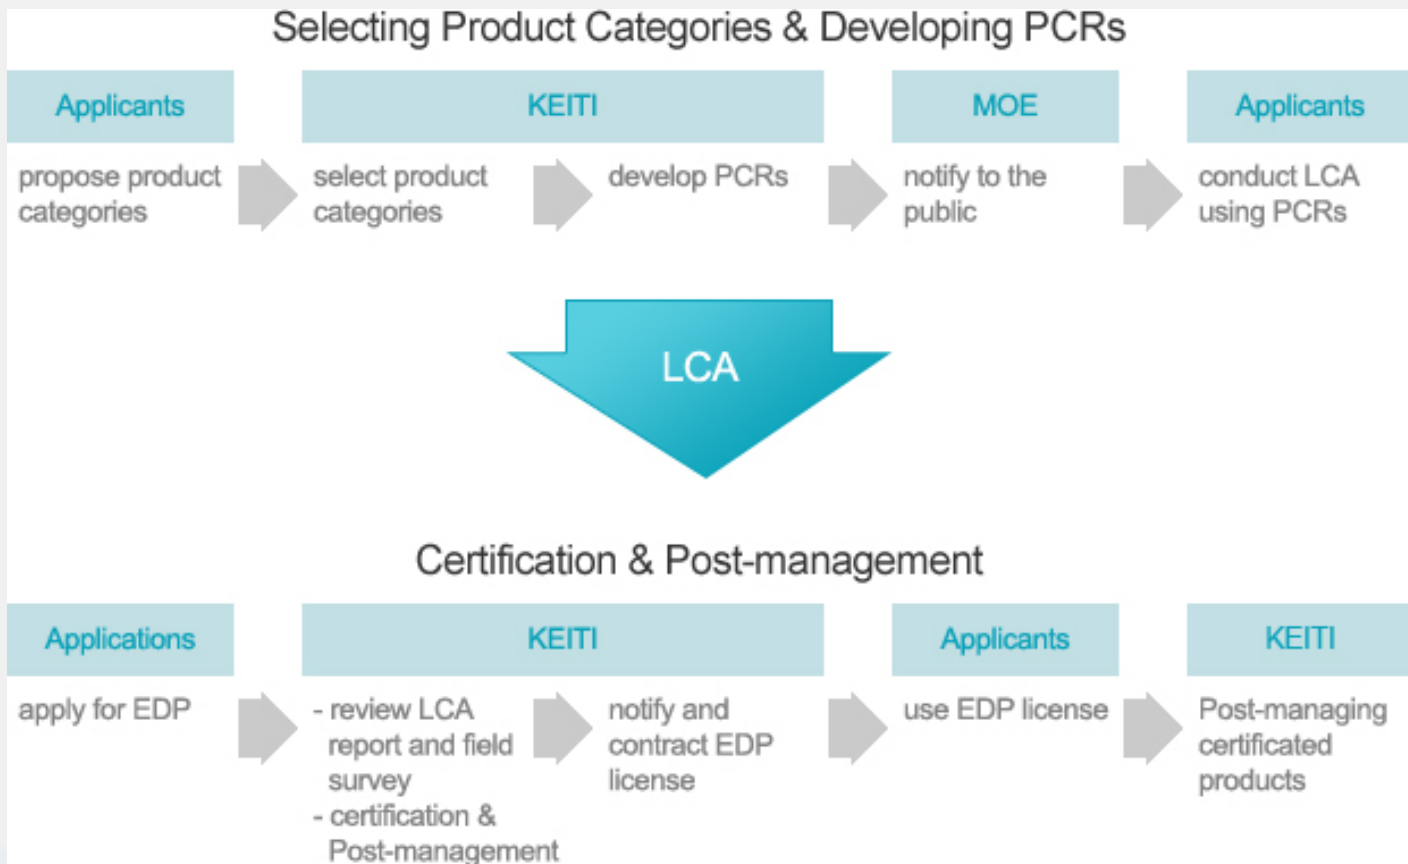 Selecting Product Categories & Developing PCRs
Applicants
KEITI
MOE
Applicants
propose product
categories
select product
categories
develop PCRs
notify to the
public
conduct LCA
using PCRs
LCA
Certification & Post-management
Applications
KEITI
Applicants
KEITI
apply for EDP
- review LCA
report and field
survey
- certification &
Post-management
notify and
contract EDP
license
use EDP license
Post-managing
certificated
products